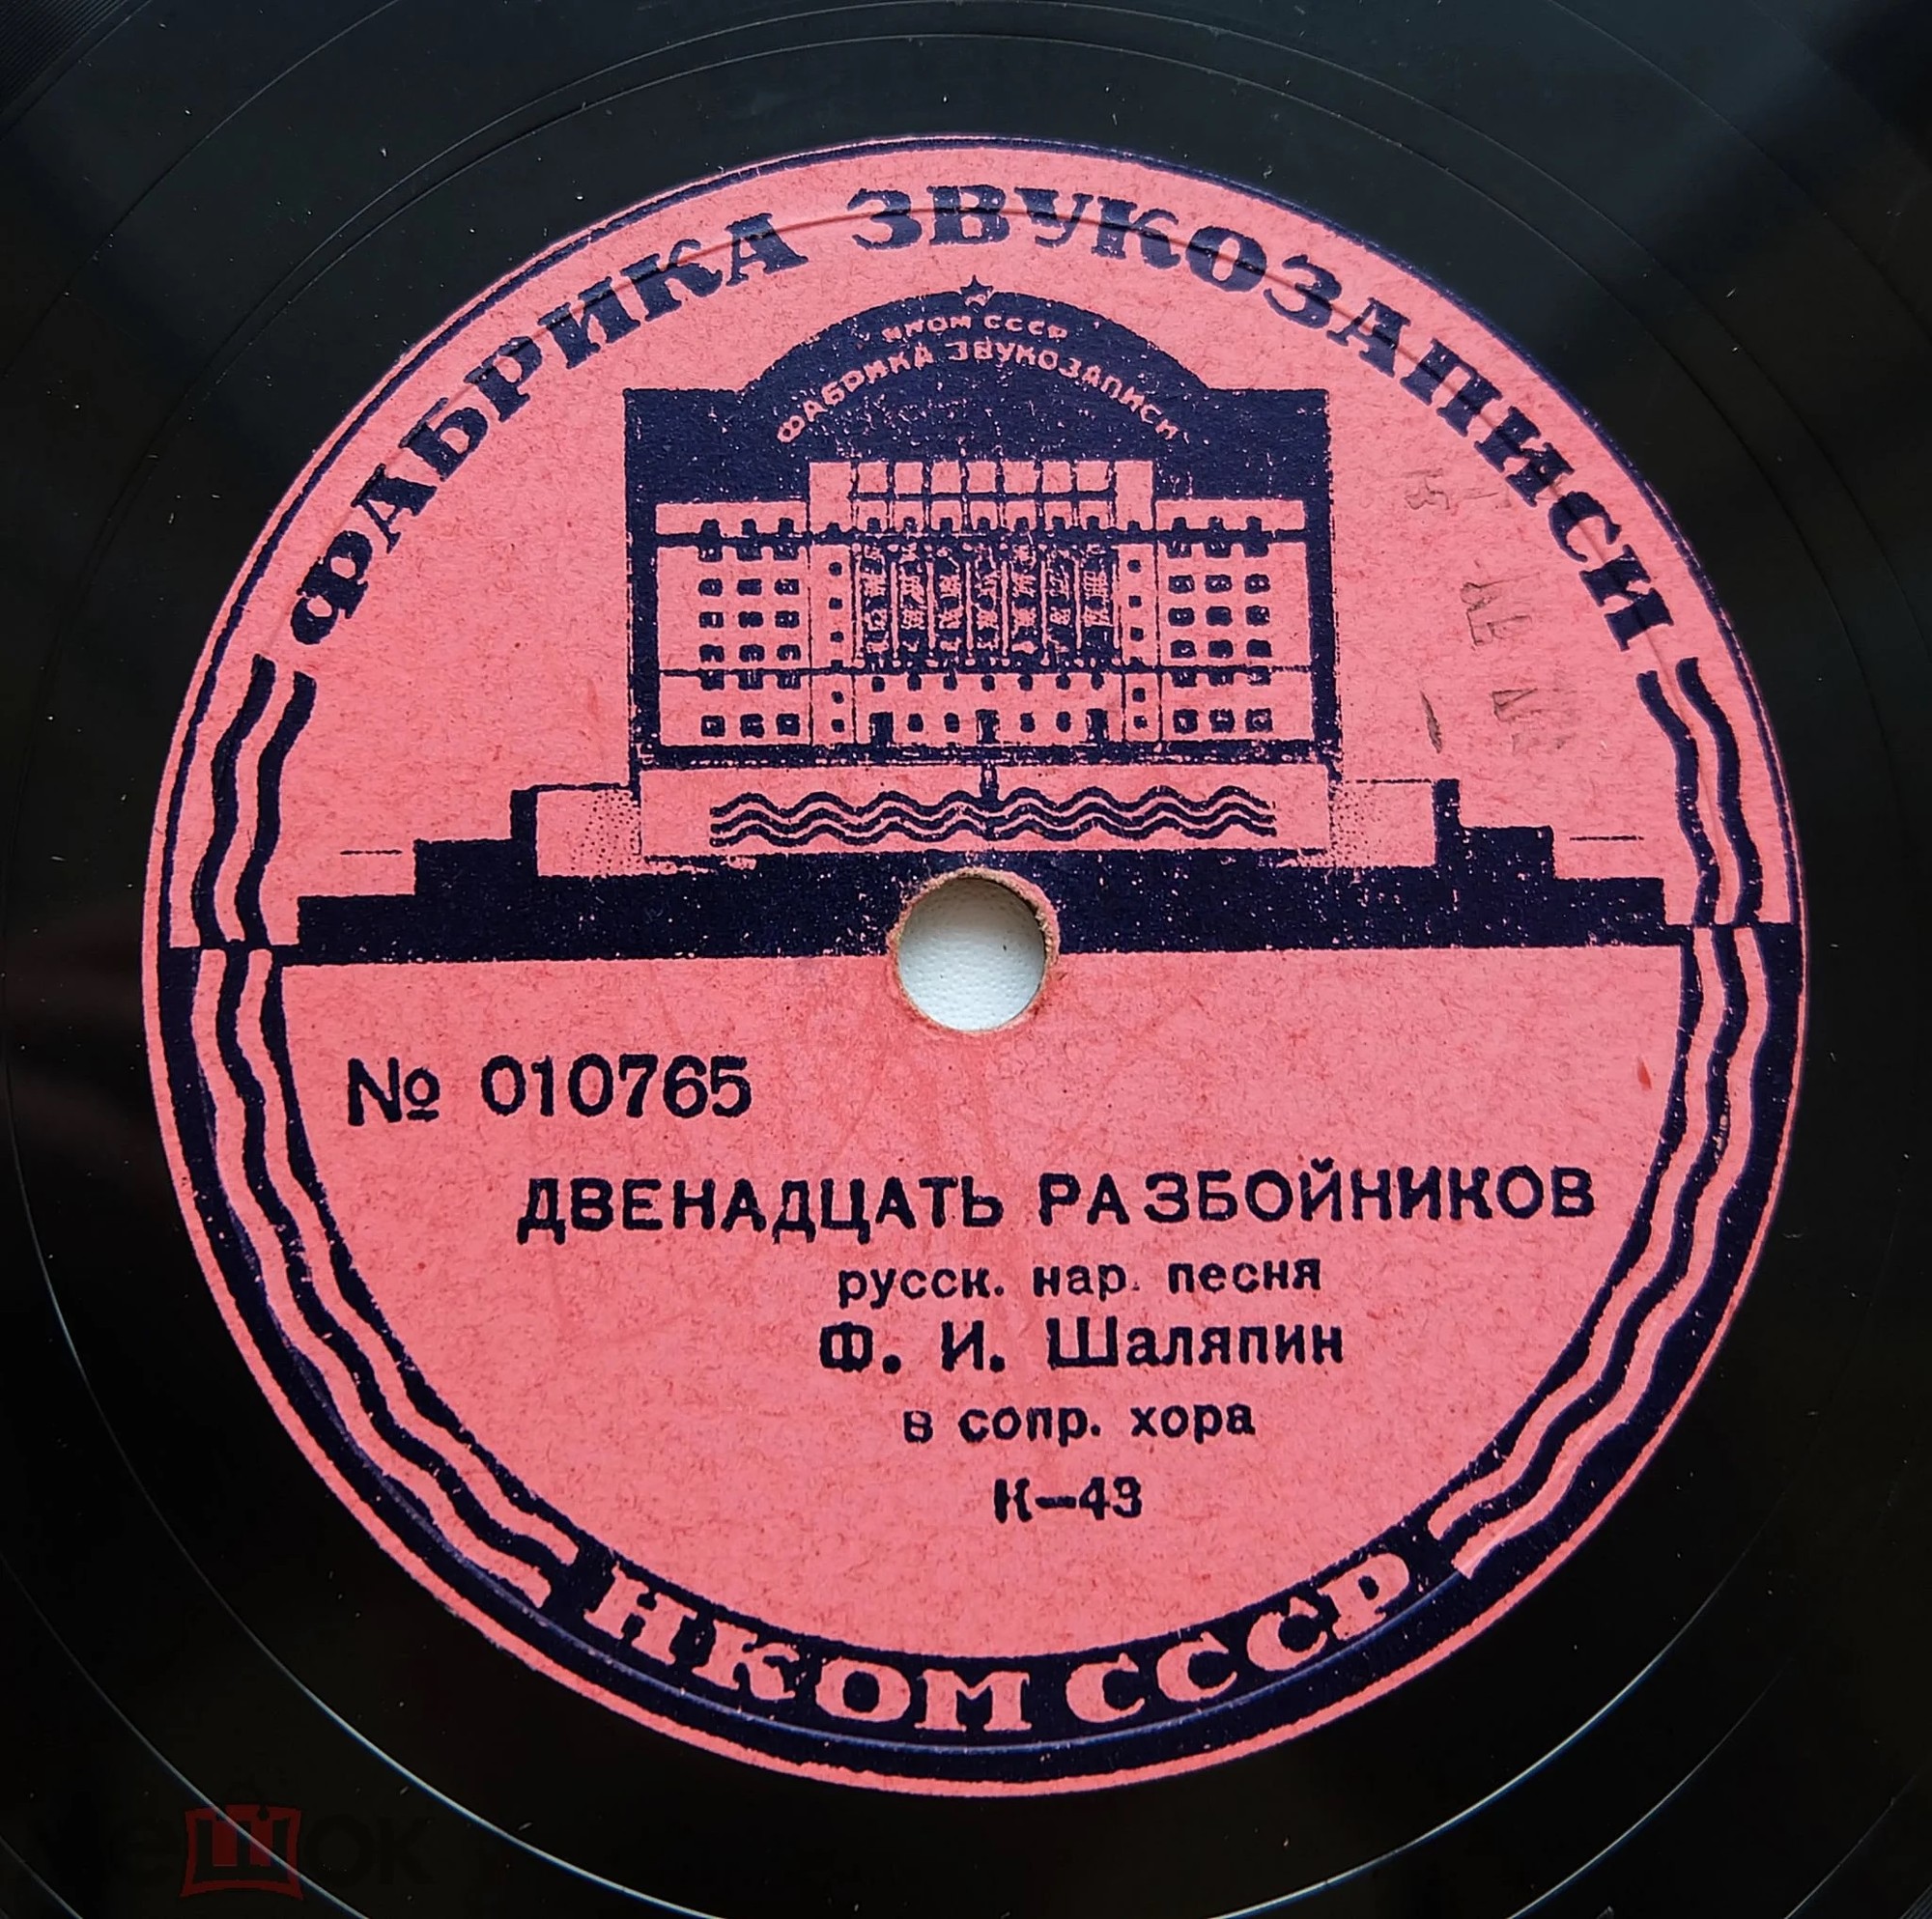 ФАБРИКА ЗВУКОЗАПИСИ
НКОМ СССР
ФАБРИКА ЗВУКОЗАПИСИ
№ 010765
ДВЕНАДЦАТЬ РАЗБОЙНИКОВ
русск. нар. песня
Ф. И. Шаляпин
в сопр. хора
К-43
НКОМ СССР
ешок